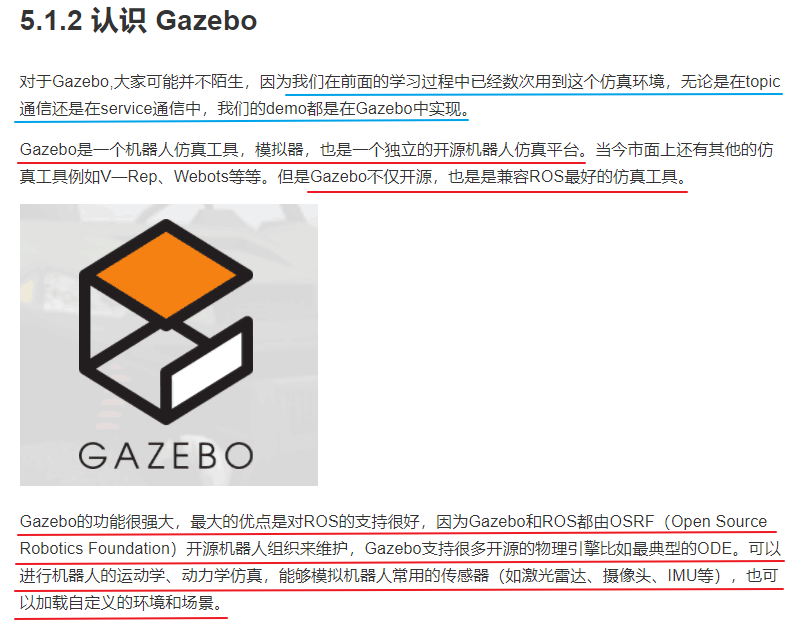 5.1.2 认识 Gazebo
对于Gazebo,大家可能并不陌生，因为我们在前面的学习过程中已经数次用到这个仿真环境，无论是在topic
通信还是在service通信中，我们的demo都是在Gazebo中实现。
Gazebo是一个机器人仿真工具，模拟器，也是一个独立的开源机器人仿真平台。当今市面上还有其他的仿
真工具例如V—Rep、Webots等等。但是Gazebo不仅开源，也是是兼容ROS最好的仿真工具。
GAZEBO
Gazebo的功能很强大，最大的优点是对ROS的支持很好，因为Gazebo和ROS都由OSRF（Open Source
Robotics Foundation）开源机器人组织来维护，Gazebo支持很多开源的物理引擎比如最典型的ODE。可以
进行机器人的运动学、动力学仿真，能够模拟机器人常用的传感器（如激光雷达、摄像头、IMU等），也可
以加载自定义的环境和场景。